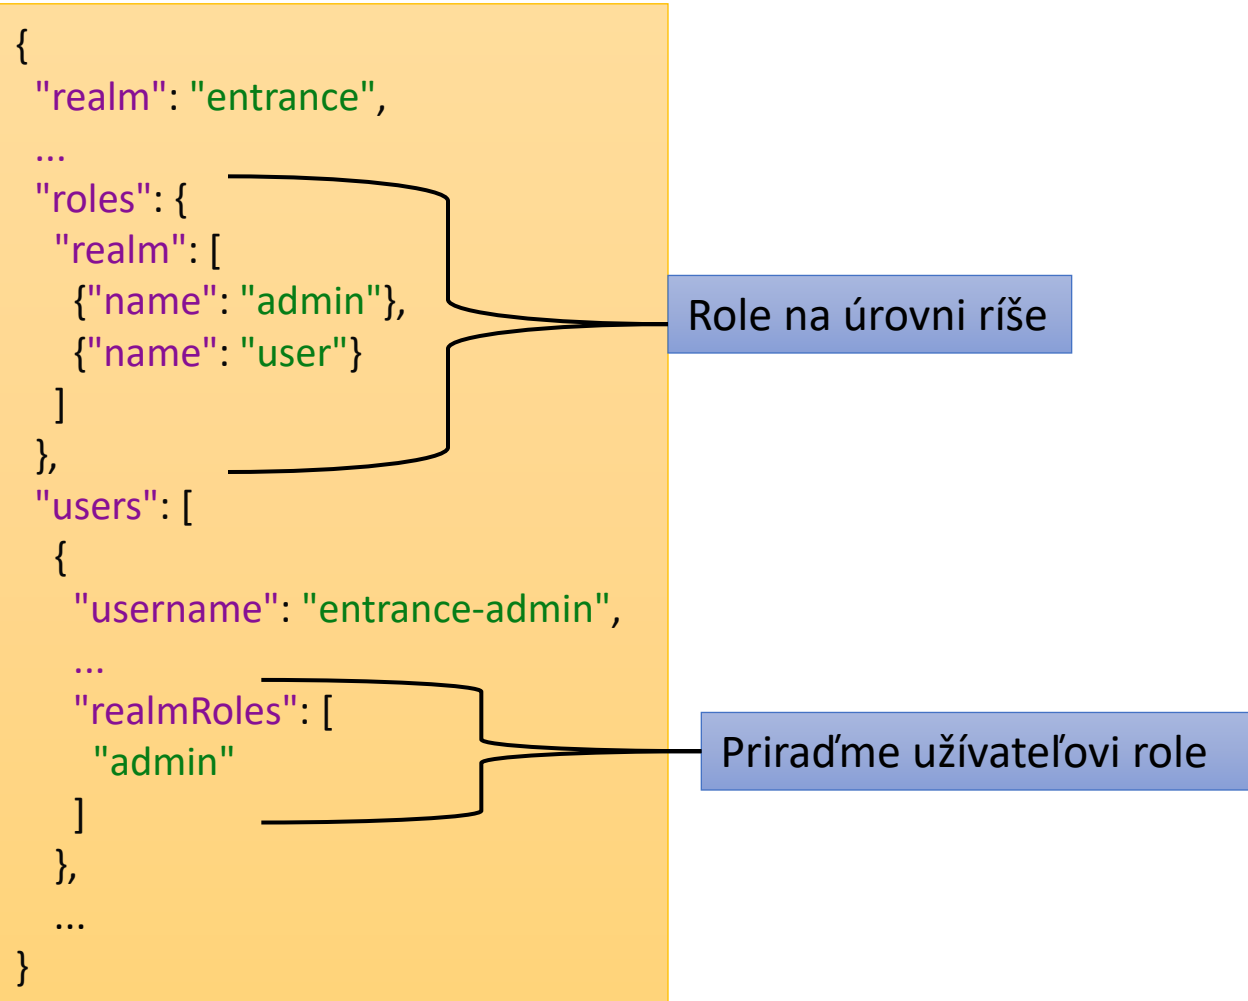 {
"realm": "entrance",
...
"roles": {
"realm": [
{"name": "admin"},
{"name": "user"}
]
},
"users": [
{
"username": "entrance-admin",
...
"realmRoles": [
"admin"
]
},
...
}
Role na úrovni ríše
Priraďme užívateľovi role